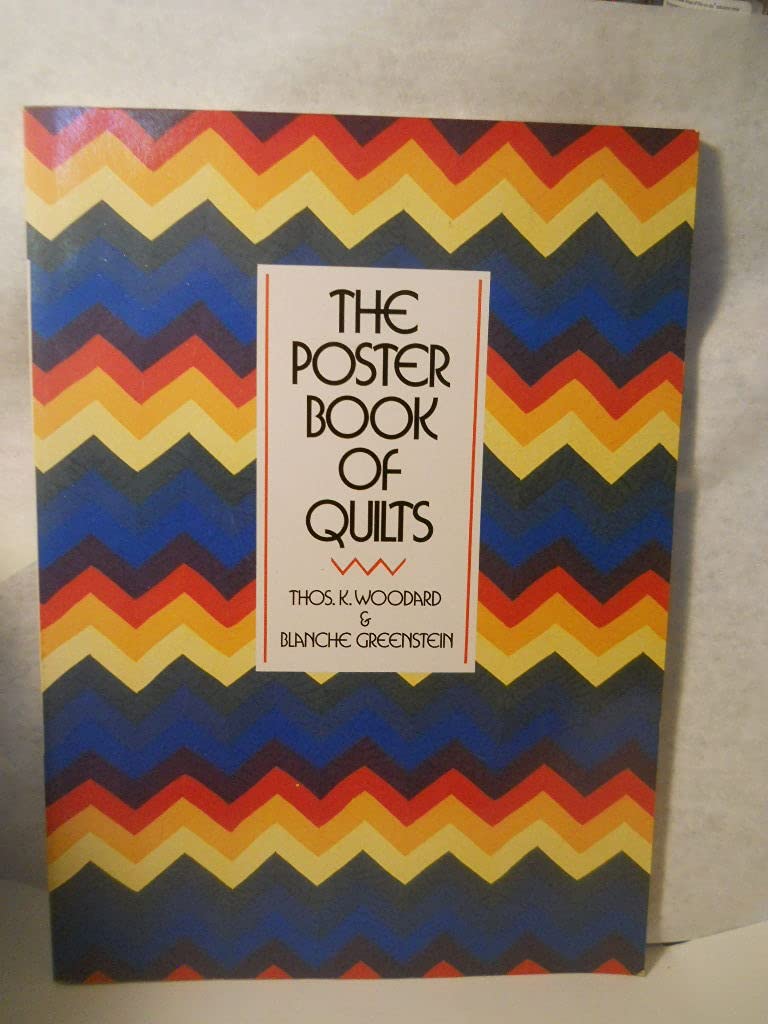 THE
POSTER
BOOK
OF
QUILTS
THOS. K. WOODARD
&
BLANCHE GREENSTEIN